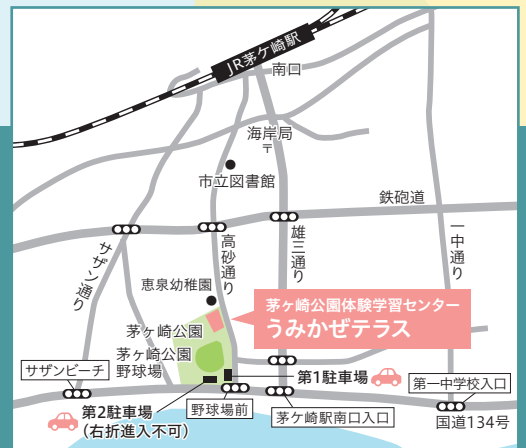 JR茅ケ崎駅
南口
海岸局
〒
市立図書館
鉄砲道
サザン通り
高砂通り
雄三通り
一中通り
恵泉幼稚園
茅ヶ崎公園体験学習センター
うみかぜテラス
茅ヶ崎公園
茅ヶ崎公園
野球場
サザンビーチ
第1駐車場
第一中学校入口
第2駐車場
(右折進入不可)
野球場前
茅ケ崎駅南口入口
国道134号